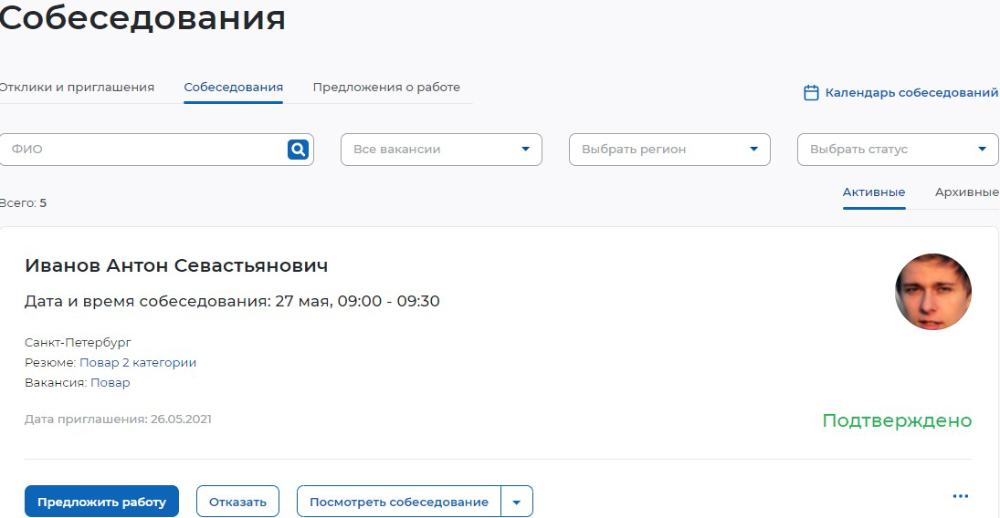 Собеседования
Отклики и приглашения Собеседования Предложения о работе
Календарь собеседований
ФИО Все вакансии Выбрать регион Выбрать статус
Всего: 5
Активные Архивные
Иванов Антон Севастьянович
Дата и время собеседования: 27 мая, 09:00 - 09:30
Санкт-Петербург
Резюме: Повар 2 категории
Вакансия: Повар
Дата приглашения: 26.05.2021
Подтверждено
Предложить работу Отказать Посмотреть собеседование